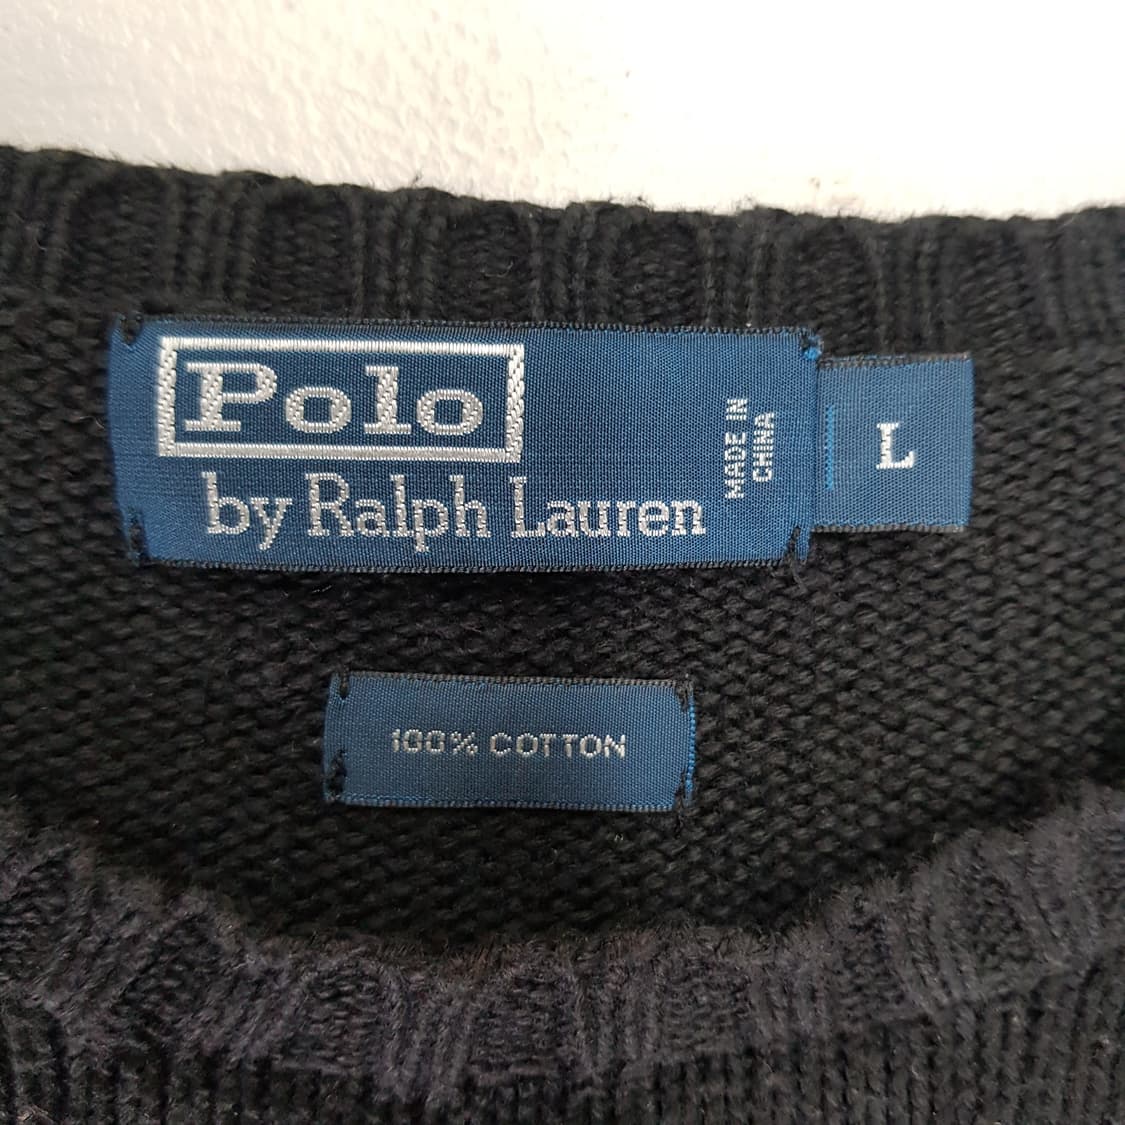 Polo
by Ralph Lauren
MADE IN
CHINA
L
100% COTTON